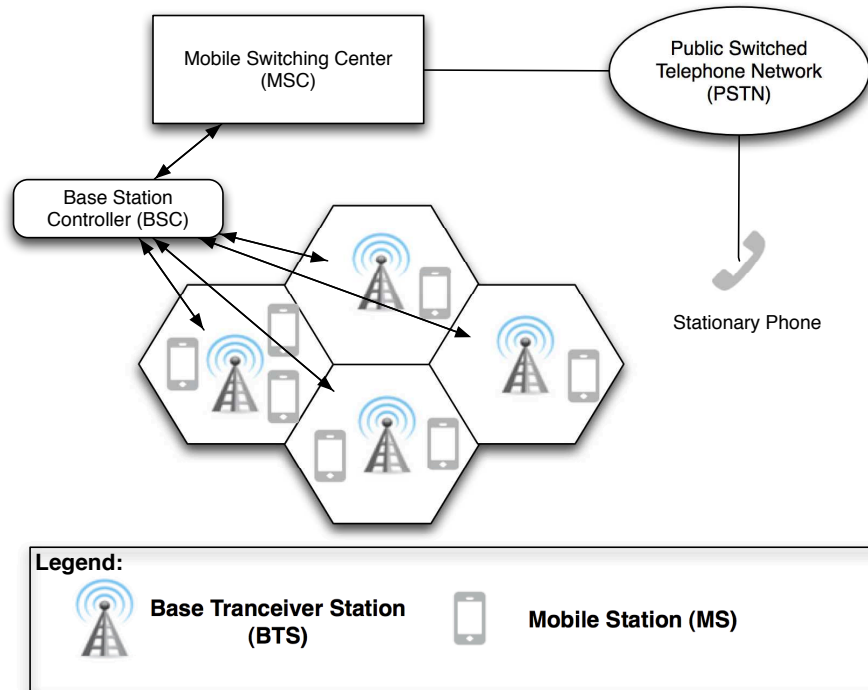 Mobile Switching Center
(MSC)
Public Switched
Telephone Network
(PSTN)
Base Station
Controller (BSC)
Stationary Phone
Legend:
Base Tranceiver Station
(BTS)
Mobile Station (MS)